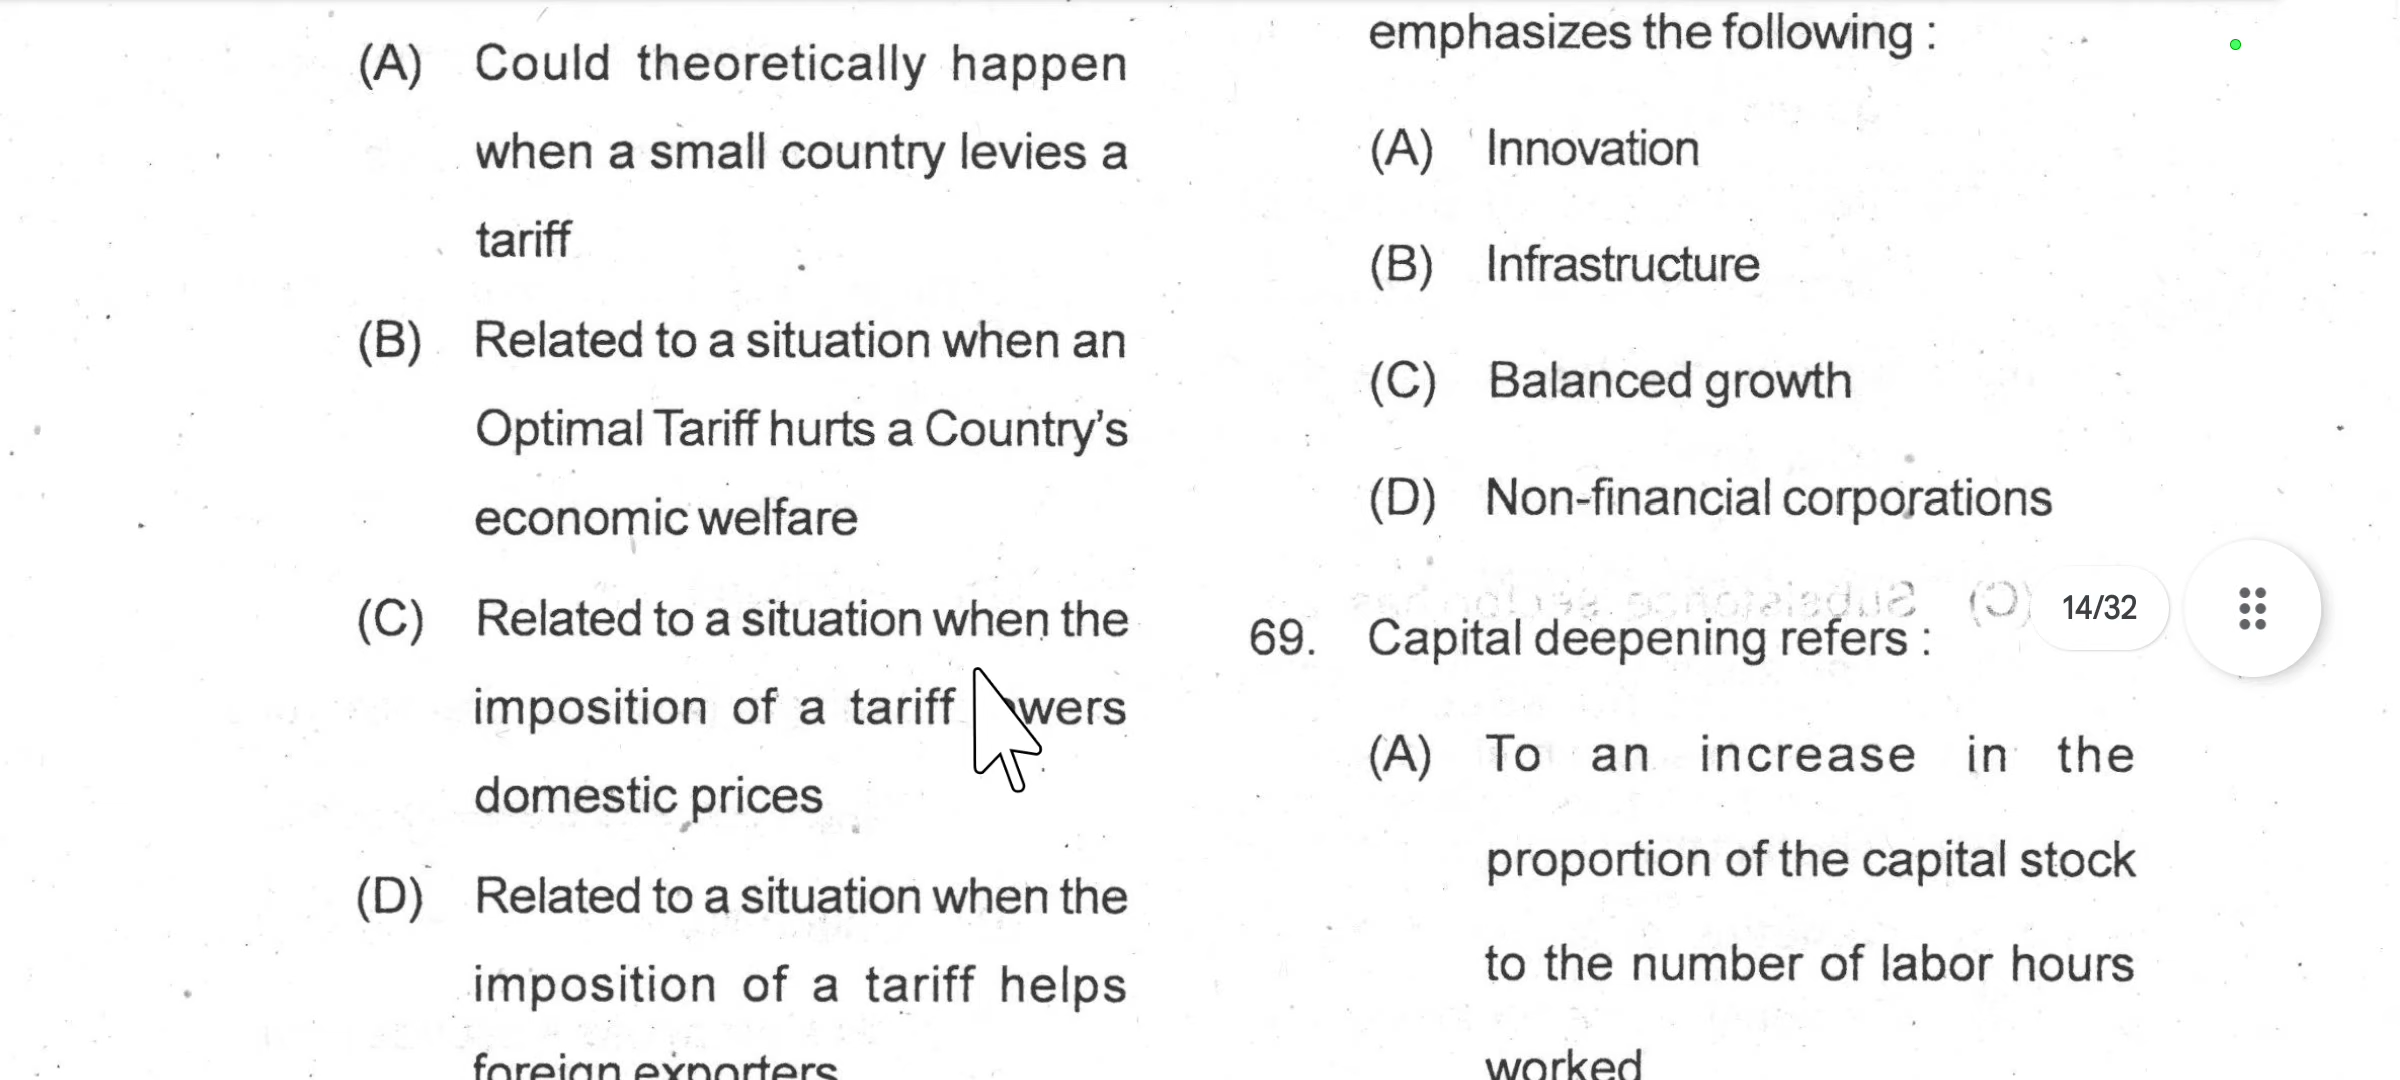 (A) Could theoretically happen
when a small country levies a
tariff
(B) Related to a situation when an
Optimal Tariff hurts a Country's
economic welfare
(C) Related to a situation when the
imposition of a tariff
domestic prices
(D) Related to a situation when the
imposition of a tariff helps
foreign exporters
emphasizes the following :
(A) Innovation
(B) Infrastructure
(C) Balanced growth
(D) Non-financial corporations
14/32
69. Capital deepening refers :
(A) To an increase in the
proportion of the capital stock
to the number of labor hours
worked